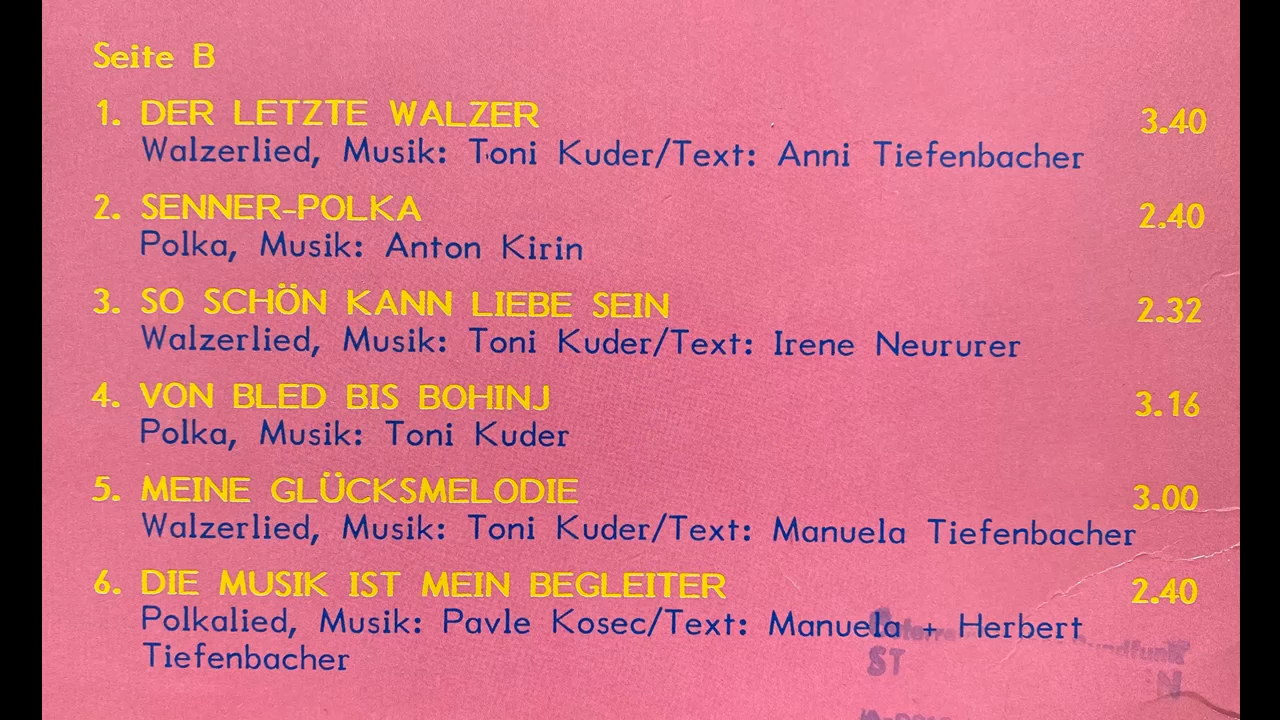 Seite B
1. DER LETZTE WALZER 3.40
Walzerlied, Musik: Toni Kuder/Text: Anni Tiefenbacher
2. SENNER-POLKA 2.40
Polka, Musik: Anton Kirin
3. SO SCHÖN KANN LIEBE SEIN 2.32
Walzerlied, Musik: Toni Kuder/Text: Irene Neururer
4. VON BLED BIS BOHINJ 3.16
Polka, Musik: Toni Kuder
5. MEINE GLÜCKSMELODIE 3.00
Walzerlied, Musik: Toni Kuder/Text: Manuela Tiefenbacher
6. DIE MUSIK IST MEIN BEGLEITER 2.40
Polkalied, Musik: Pavle Kosec/Text: Manuela + Herbert
Tiefenbacher
ST